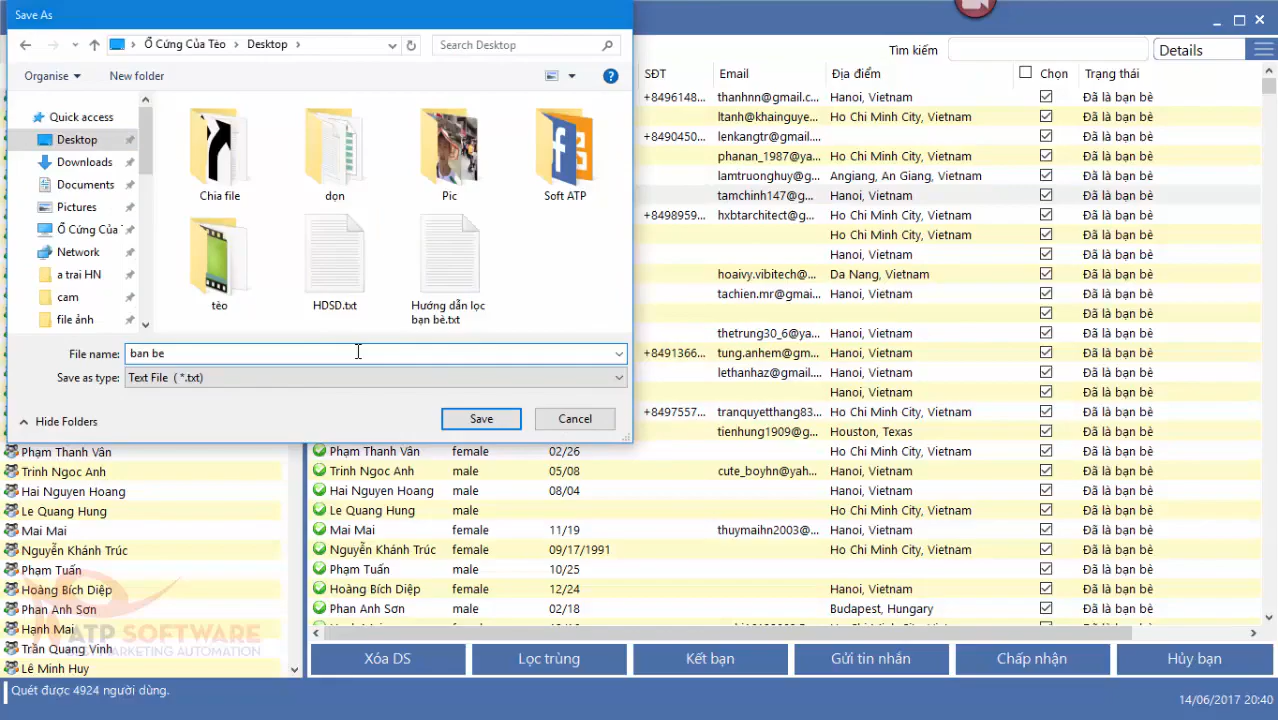 Save As
Ổ Cứng Của Tèo
Desktop
Search Desktop
Organise
New folder
Quick access
Desktop
Downloads
Documents
Pictures
Ổ Cứng Của
Network
a trai HN
cam
file ảnh
Chia file
dọn
Pic
Soft ATP
tèo
HDSD.txt
Hướng dẫn lọc
bạn bè.txt
File name:
ban be
Save as type:
Text File ( *.txt)
Hide Folders
Save
Cancel
Tìm kiếm
Details
SĐT Email Địa điểm Chọn Trạng thái
+8496148... thanhnn@gmail.c... Hanoi, Vietnam Đã là bạn bè
ltanh@khainguye... Ho Chi Minh City, Vietnam Đã là bạn bè
+8490450... lenkangtr@gmail.... Đã là bạn bè
phanan_1987@ya... Ho Chi Minh City, Vietnam Đã là bạn bè
lamtruonghuy@g... Angiang, An Giang, Vietnam Đã là bạn bè
tamchinh147@g... Hanoi, Vietnam Đã là bạn bè
+8498959... hxbtarchitect@g... Ho Chi Minh City, Vietnam Đã là bạn bè
Ho Chi Minh City, Vietnam Đã là bạn bè
Hanoi, Vietnam Đã là bạn bè
hoaivy.vibitech@... Da Nang, Vietnam Đã là bạn bè
tachien.mr@gmai... Hanoi, Vietnam Đã là bạn bè
Đã là bạn bè
thetrung30_6@ya... Hanoi, Vietnam Đã là bạn bè
+8491366... tung.anhem@gm... Hanoi, Vietnam Đã là bạn bè
lethanhaz@gmail.... Hanoi, Vietnam Đã là bạn bè
Hanoi, Vietnam Đã là bạn bè
+8497557... tranquyetthang83... Ho Chi Minh City, Vietnam Đã là bạn bè
tienhung1909@g... Houston, Texas Đã là bạn bè
Phạm Thanh Vân Phạm Thanh Vân female 02/26 Ho Chi Minh City, Vietnam Đã là bạn bè
Trinh Ngoc Anh Trinh Ngoc Anh male 05/08 cute_boyhn@yah... Hanoi, Vietnam Đã là bạn bè
Hai Nguyen Hoang Hai Nguyen Hoang male 08/04 Hanoi, Vietnam Đã là bạn bè
Le Quang Hung Le Quang Hung male Ho Chi Minh City, Vietnam Đã là bạn bè
Mai Mai Mai Mai female 11/19 thuymaihn2003@... Hanoi, Vietnam Đã là bạn bè
Nguyễn Khánh Trúc Nguyễn Khánh Trúc female 09/17/1991 Ho Chi Minh City, Vietnam Đã là bạn bè
Phạm Tuấn Phạm Tuấn male 10/25 Đã là bạn bè
Hoàng Bích Diệp Hoàng Bích Diệp female 12/24 Hanoi, Vietnam Đã là bạn bè
Phan Anh Sơn Phan Anh Sơn male 02/18 Budapest, Hungary Đã là bạn bè
Hạnh Mai
Trần Quang Vinh
Lê Minh Huy
ATP SOFTWARE
MARKETING AUTOMATION
Xóa DS
Lọc trùng
Kết bạn
Gửi tin nhắn
Chấp nhận
Hủy bạn
Quét được 4924 người dùng.
14/06/2017 20:40